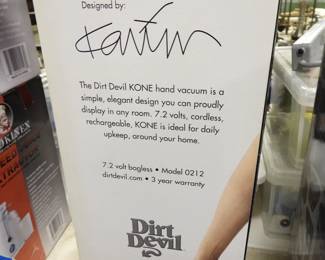 Designed by:
Karim
The Dirt Devil KONE hand vacuum is a
simple, elegant design you can proudly
display in any room. 7.2 volts, cordless,
rechargeable, KONE is ideal for daily
upkeep, around your home.
7.2 volt bagless • Model 0212
dirtdevil.com • 3 year warranty
Dirt
Devil